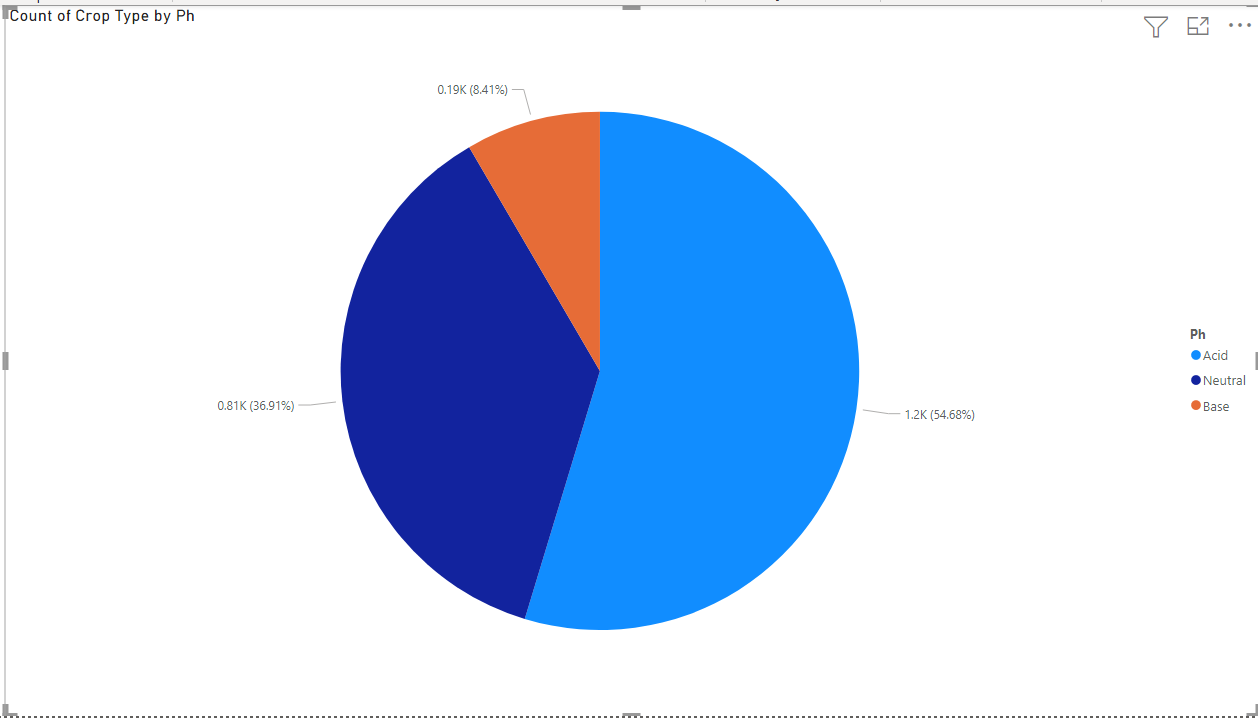 Count of Crop Type by Ph
0.19K (8.41%)
0.81K (36.91%)
1.2K (54.68%)
Ph
Acid
Neutral
Base